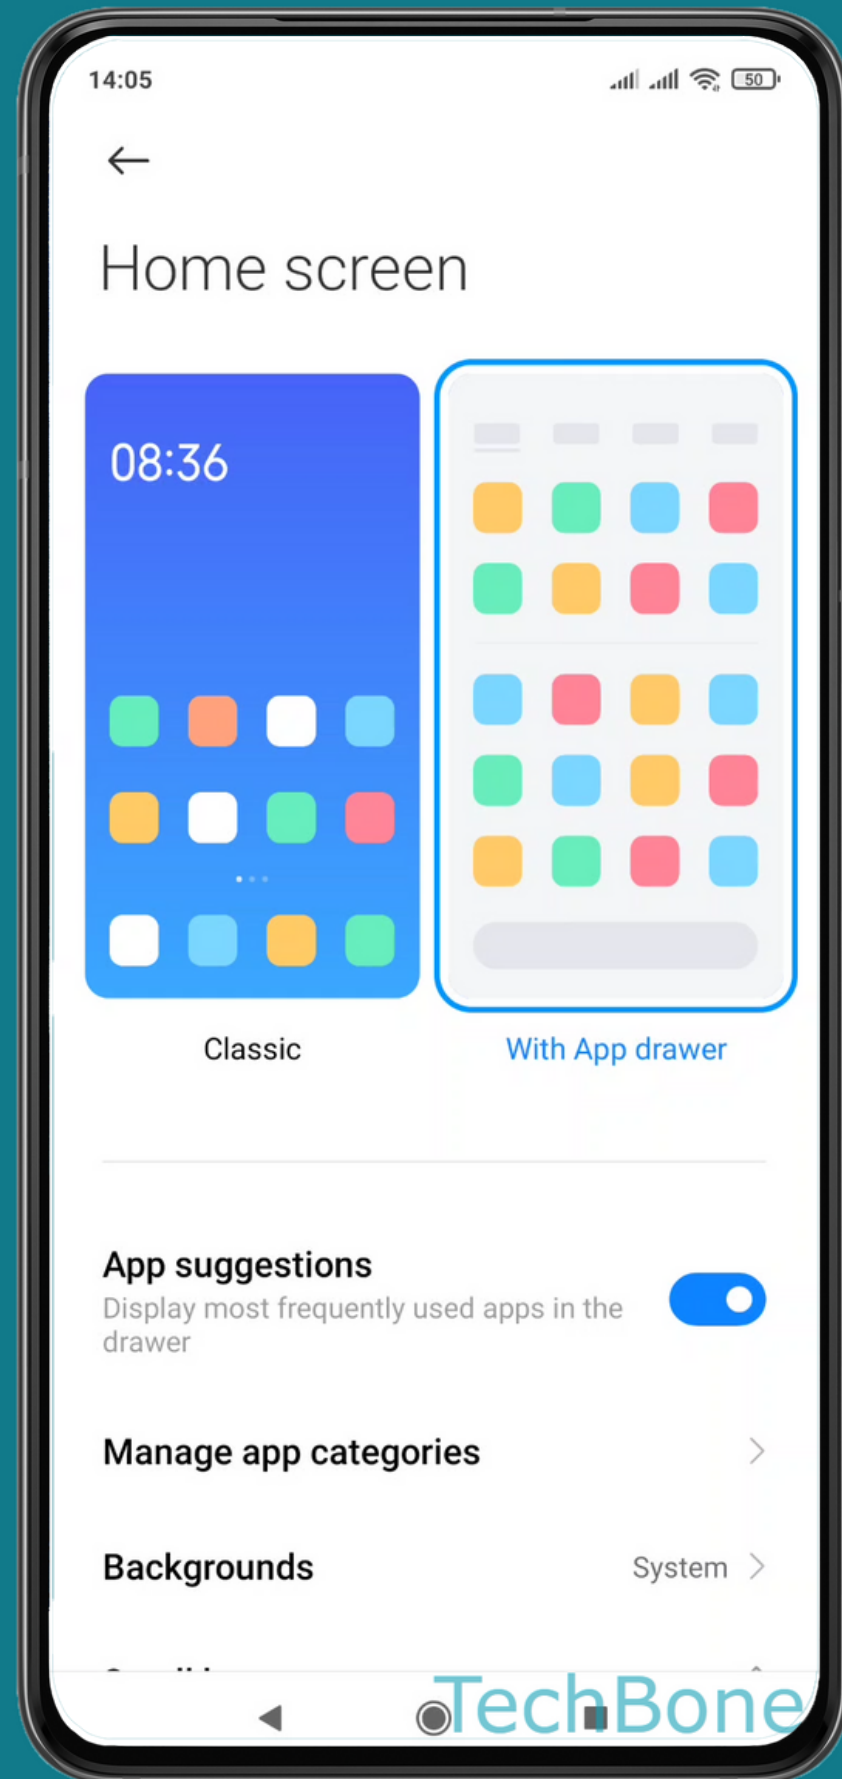 14:05
50
Home screen
08:36
Classic
With App drawer
App suggestions
Display most frequently used apps in the
drawer
Manage app categories
Backgrounds
System
TechBone